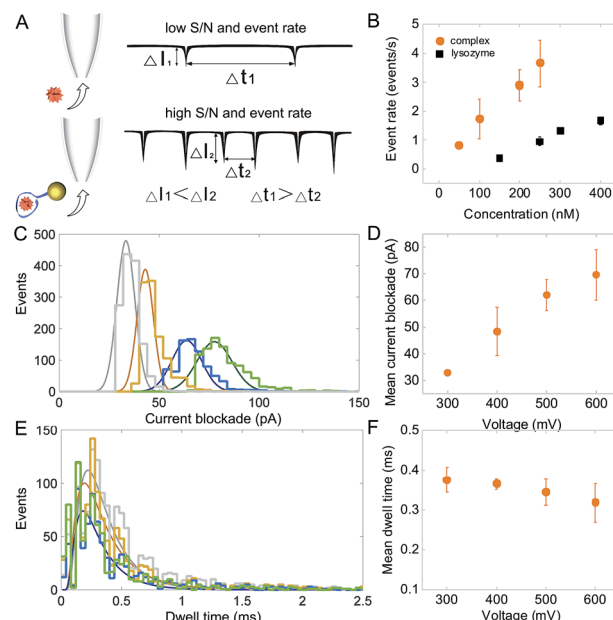 A
low S/N and event rate
△I₁
△t₁
high S/N and event rate
△I₂
△t₂
△I₁<△I₂ △t₁>△t₂
B
Event rate (events/s)
6
5
4
3
2
1
0
complex
lysozyme
0 100 200 300 400
Concentration (nM)
C
Events
500
400
300
200
100
0
0 50 100 150
Current blockade (pA)
D
Mean current blockade (pA)
80
70
60
50
40
30
300 400 500 600
Voltage (mV)
E
Events
150
100
50
0
0 0.5 1 1.5 2.0 2.5
Dwell time (ms)
F
Mean dwell time (ms)
0.5
0.4
0.3
0.2
0.1
300 400 500 600
Voltage (mV)